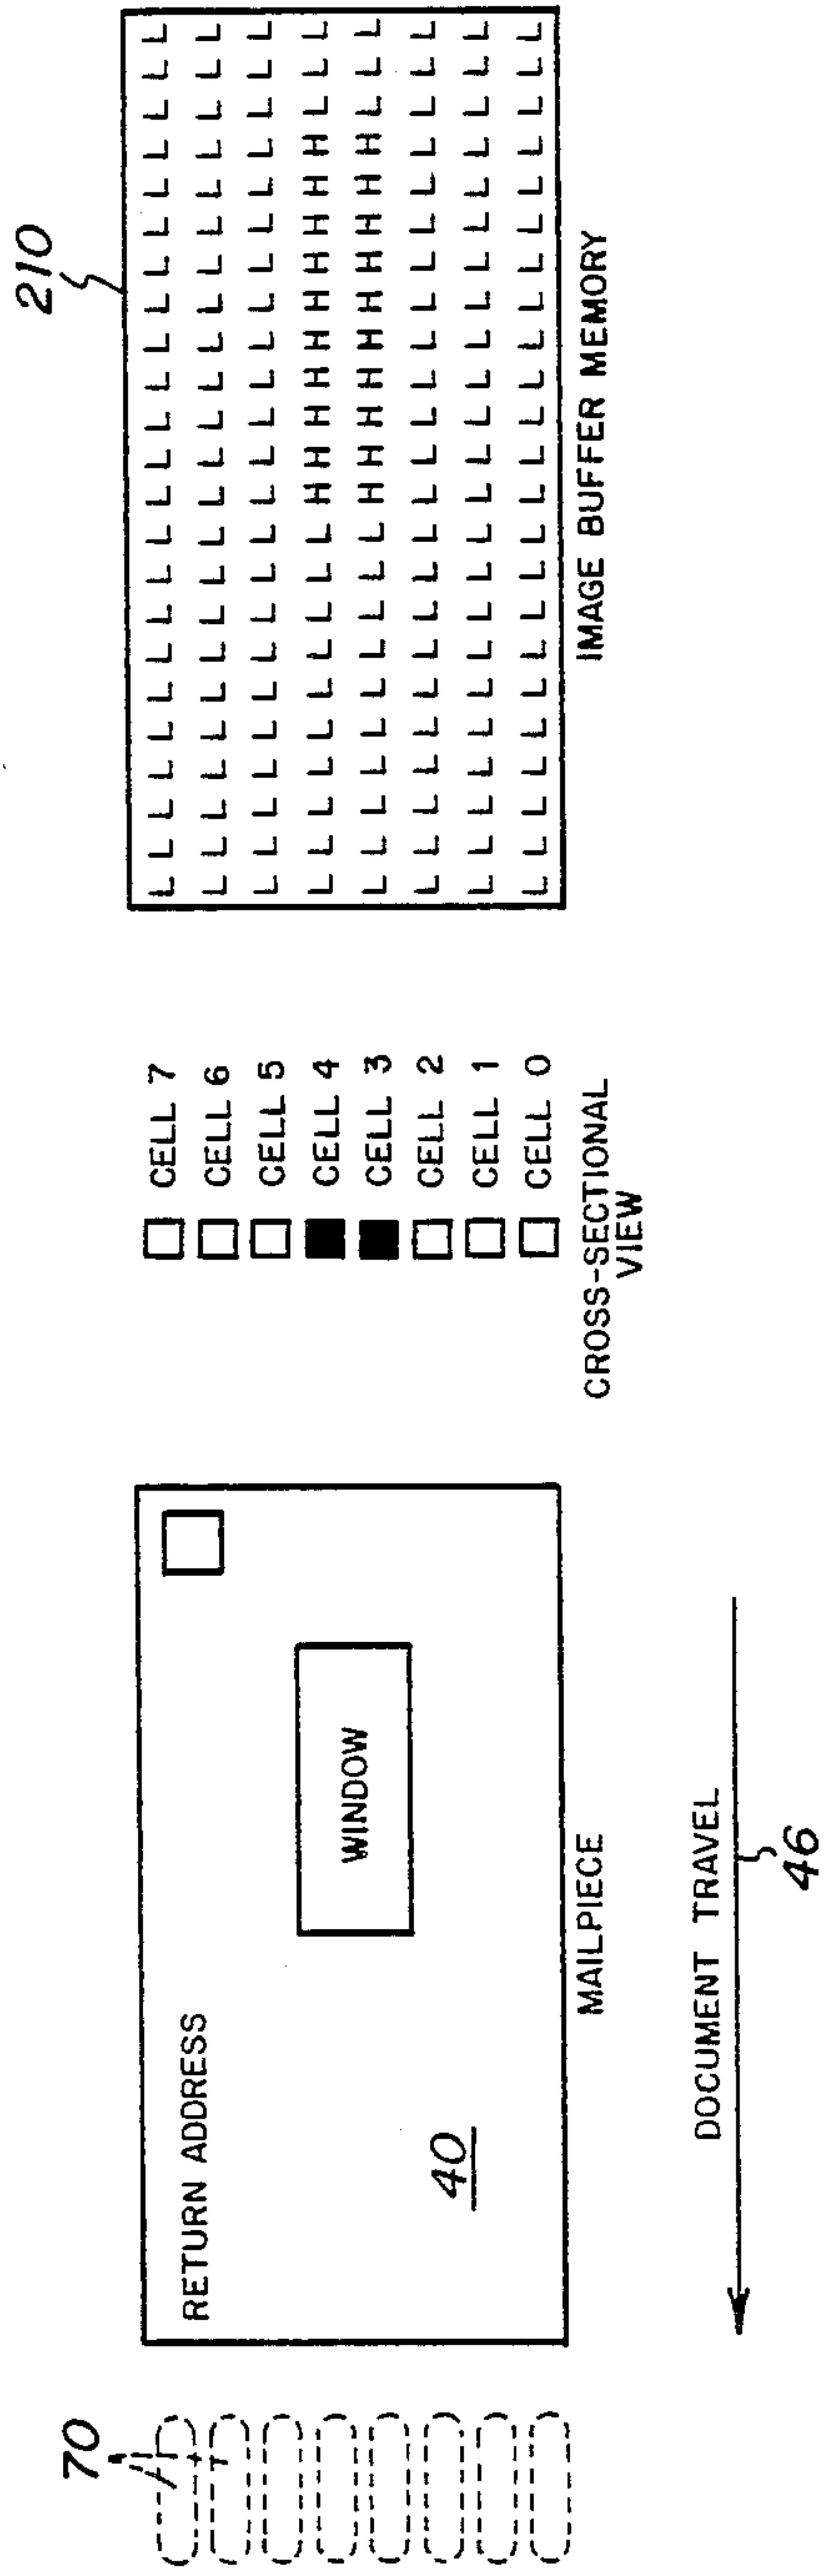 70
RETURN ADDRESS
WINDOW
40
MAILPIECE
DOCUMENT TRAVEL
46
CELL 7
CELL 6
CELL 5
CELL 4
CELL 3
CELL 2
CELL 1
CELL 0
CROSS-SECTIONAL
VIEW
210
L L L L L L L L L L L L L L L L L L L L L L L
L L L L L L L L L L L L L L L L L L L L L L L
L L L L L L L L L L L L L L L L L L L L L L L
L L L L L L L L L L H H H H H H H H H H L L L
L L L L L L L L L L H H H H H H H H H H L L L
L L L L L L L L L L L L L L L L L L L L L L L
L L L L L L L L L L L L L L L L L L L L L L L
L L L L L L L L L L L L L L L L L L L L L L L
IMAGE BUFFER MEMORY